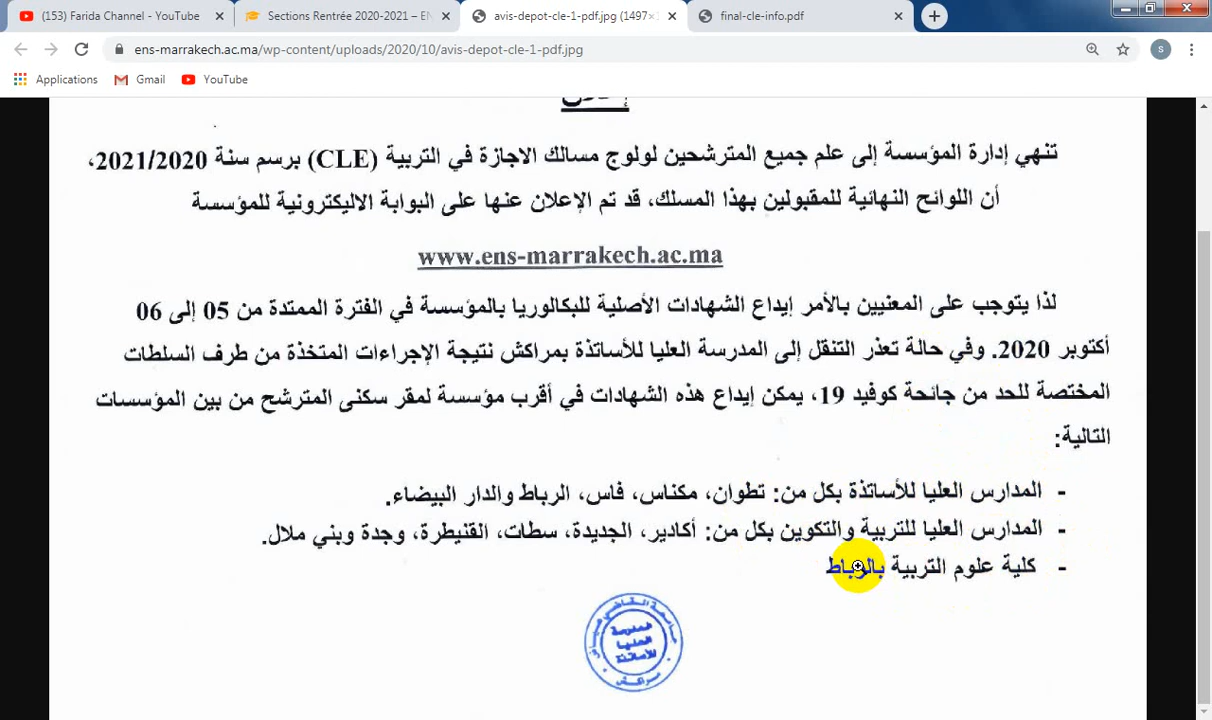 (153) Farida Channel - YouTube
Sections Rentrée 2020-2021 – EN
avis-depot-cle-1-pdf.jpg (1497×
final-cle-info.pdf
ens-marrakech.ac.ma/wp-content/uploads/2020/10/avis-depot-cle-1-pdf.jpg
S
Applications
Gmail
YouTube
إعلان
تنهي إدارة المؤسسة إلى علم جميع المترشحين لولوج مسالك الاجازة في التربية (CLE) برسم سنة 2021/2020،
أن اللوائح النهائية للمقبولين بهذا المسلك، قد تم الإعلان عنها على البوابة الاليكترونية للمؤسسة
www.ens-marrakech.ac.ma
لذا يتوجب على المعنيين بالأمر إيداع الشهادات الأصلية للبكالوريا بالمؤسسة في الفترة الممتدة من 05 إلى 06
أكتوبر 2020. وفي حالة تعذر التنقل إلى المدرسة العليا للأساتذة بمراكش نتيجة الإجراءات المتخذة من طرف السلطات
المختصة للحد من جائحة كوفيد 19، يمكن إيداع هذه الشهادات في أقرب مؤسسة لمقر سكنى المترشح من بين المؤسسات
التالية:
- المدارس العليا للأساتذة بكل من: تطوان، مكناس، فاس، الرباط والدار البيضاء.
- المدارس العليا للتربية والتكوين بكل من: أكادير، الجديدة، سطات، القنيطرة، وجدة وبني ملال.
- كلية علوم التربية بالرباط
جامعة القاضي عياض
المدرسة
العليا
للأساتذة
مراكش